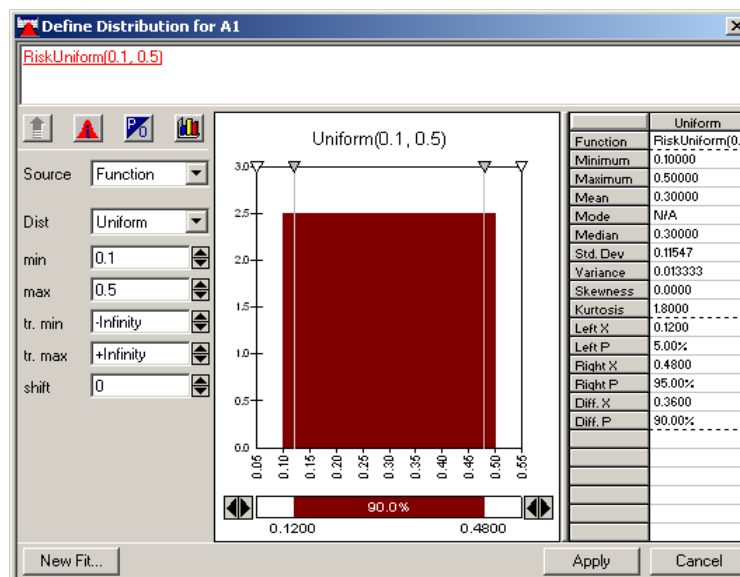 Define Distribution for A1
RiskUniform(0.1, 0.5)
Source Function
Dist Uniform
min 0.1
max 0.5
tr. min -Infinity
tr. max +Infinity
shift 0
Uniform(0.1, 0.5)
3.0
2.5
2.0
1.5
1.0
0.5
0.0
0.05 0.10 0.15 0.20 0.25 0.30 0.35 0.40 0.45 0.50 0.55
90.0%
0.1200 0.4800
Uniform
Function RiskUniform(0.
Minimum 0.10000
Maximum 0.50000
Mean 0.30000
Mode N/A
Median 0.30000
Std. Dev 0.11547
Variance 0.013333
Skewness 0.0000
Kurtosis 1.8000
Left X 0.1200
Left P 5.00%
Right X 0.4800
Right P 95.00%
Diff. X 0.3600
Diff. P 90.00%
New Fit... Apply Cancel